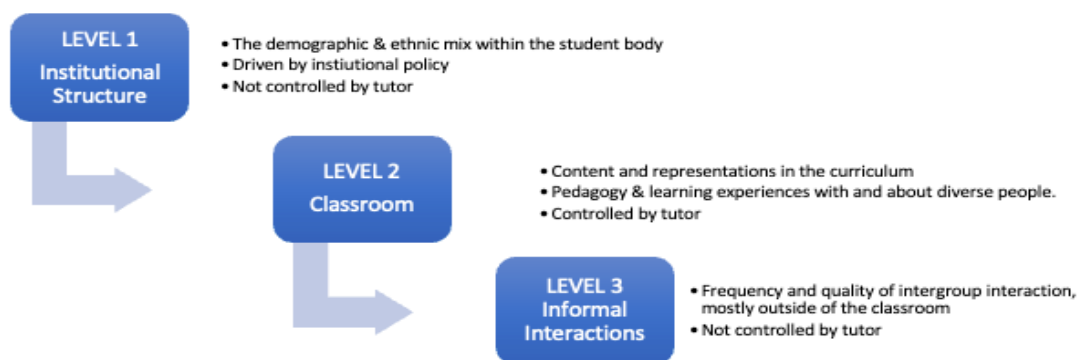 LEVEL 1
Institutional
Structure
• The demographic & ethnic mix within the student body
• Driven by instiutional policy
• Not controlled by tutor
LEVEL 2
Classroom
• Content and representations in the curriculum
• Pedagogy & learning experiences with and about diverse people.
• Controlled by tutor
LEVEL 3
Informal
Interactions
• Frequency and quality of intergroup interaction,
mostly outside of the classroom
• Not controlled by tutor